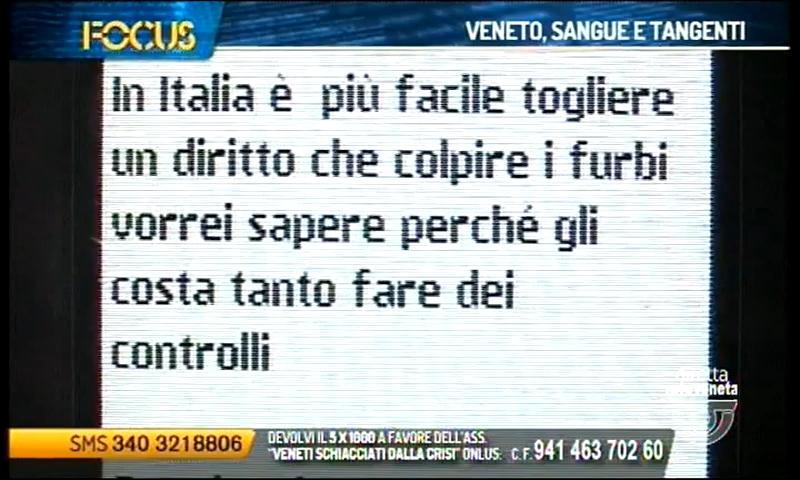 FOCUS
VENETO, SANGUE E TANGENTI
In Italia è più facile togliere
un diritto che colpire i furbi
vorrei sapere perché gli
costa tanto fare dei
controlli
SMS 340 3218806
DEVOLVI IL 5 X 1000 A FAVORE DELL'ASS.
"VENETI SCHIACCIATI DALLA CRISI" ONLUS: C.F. 941 463 702 60